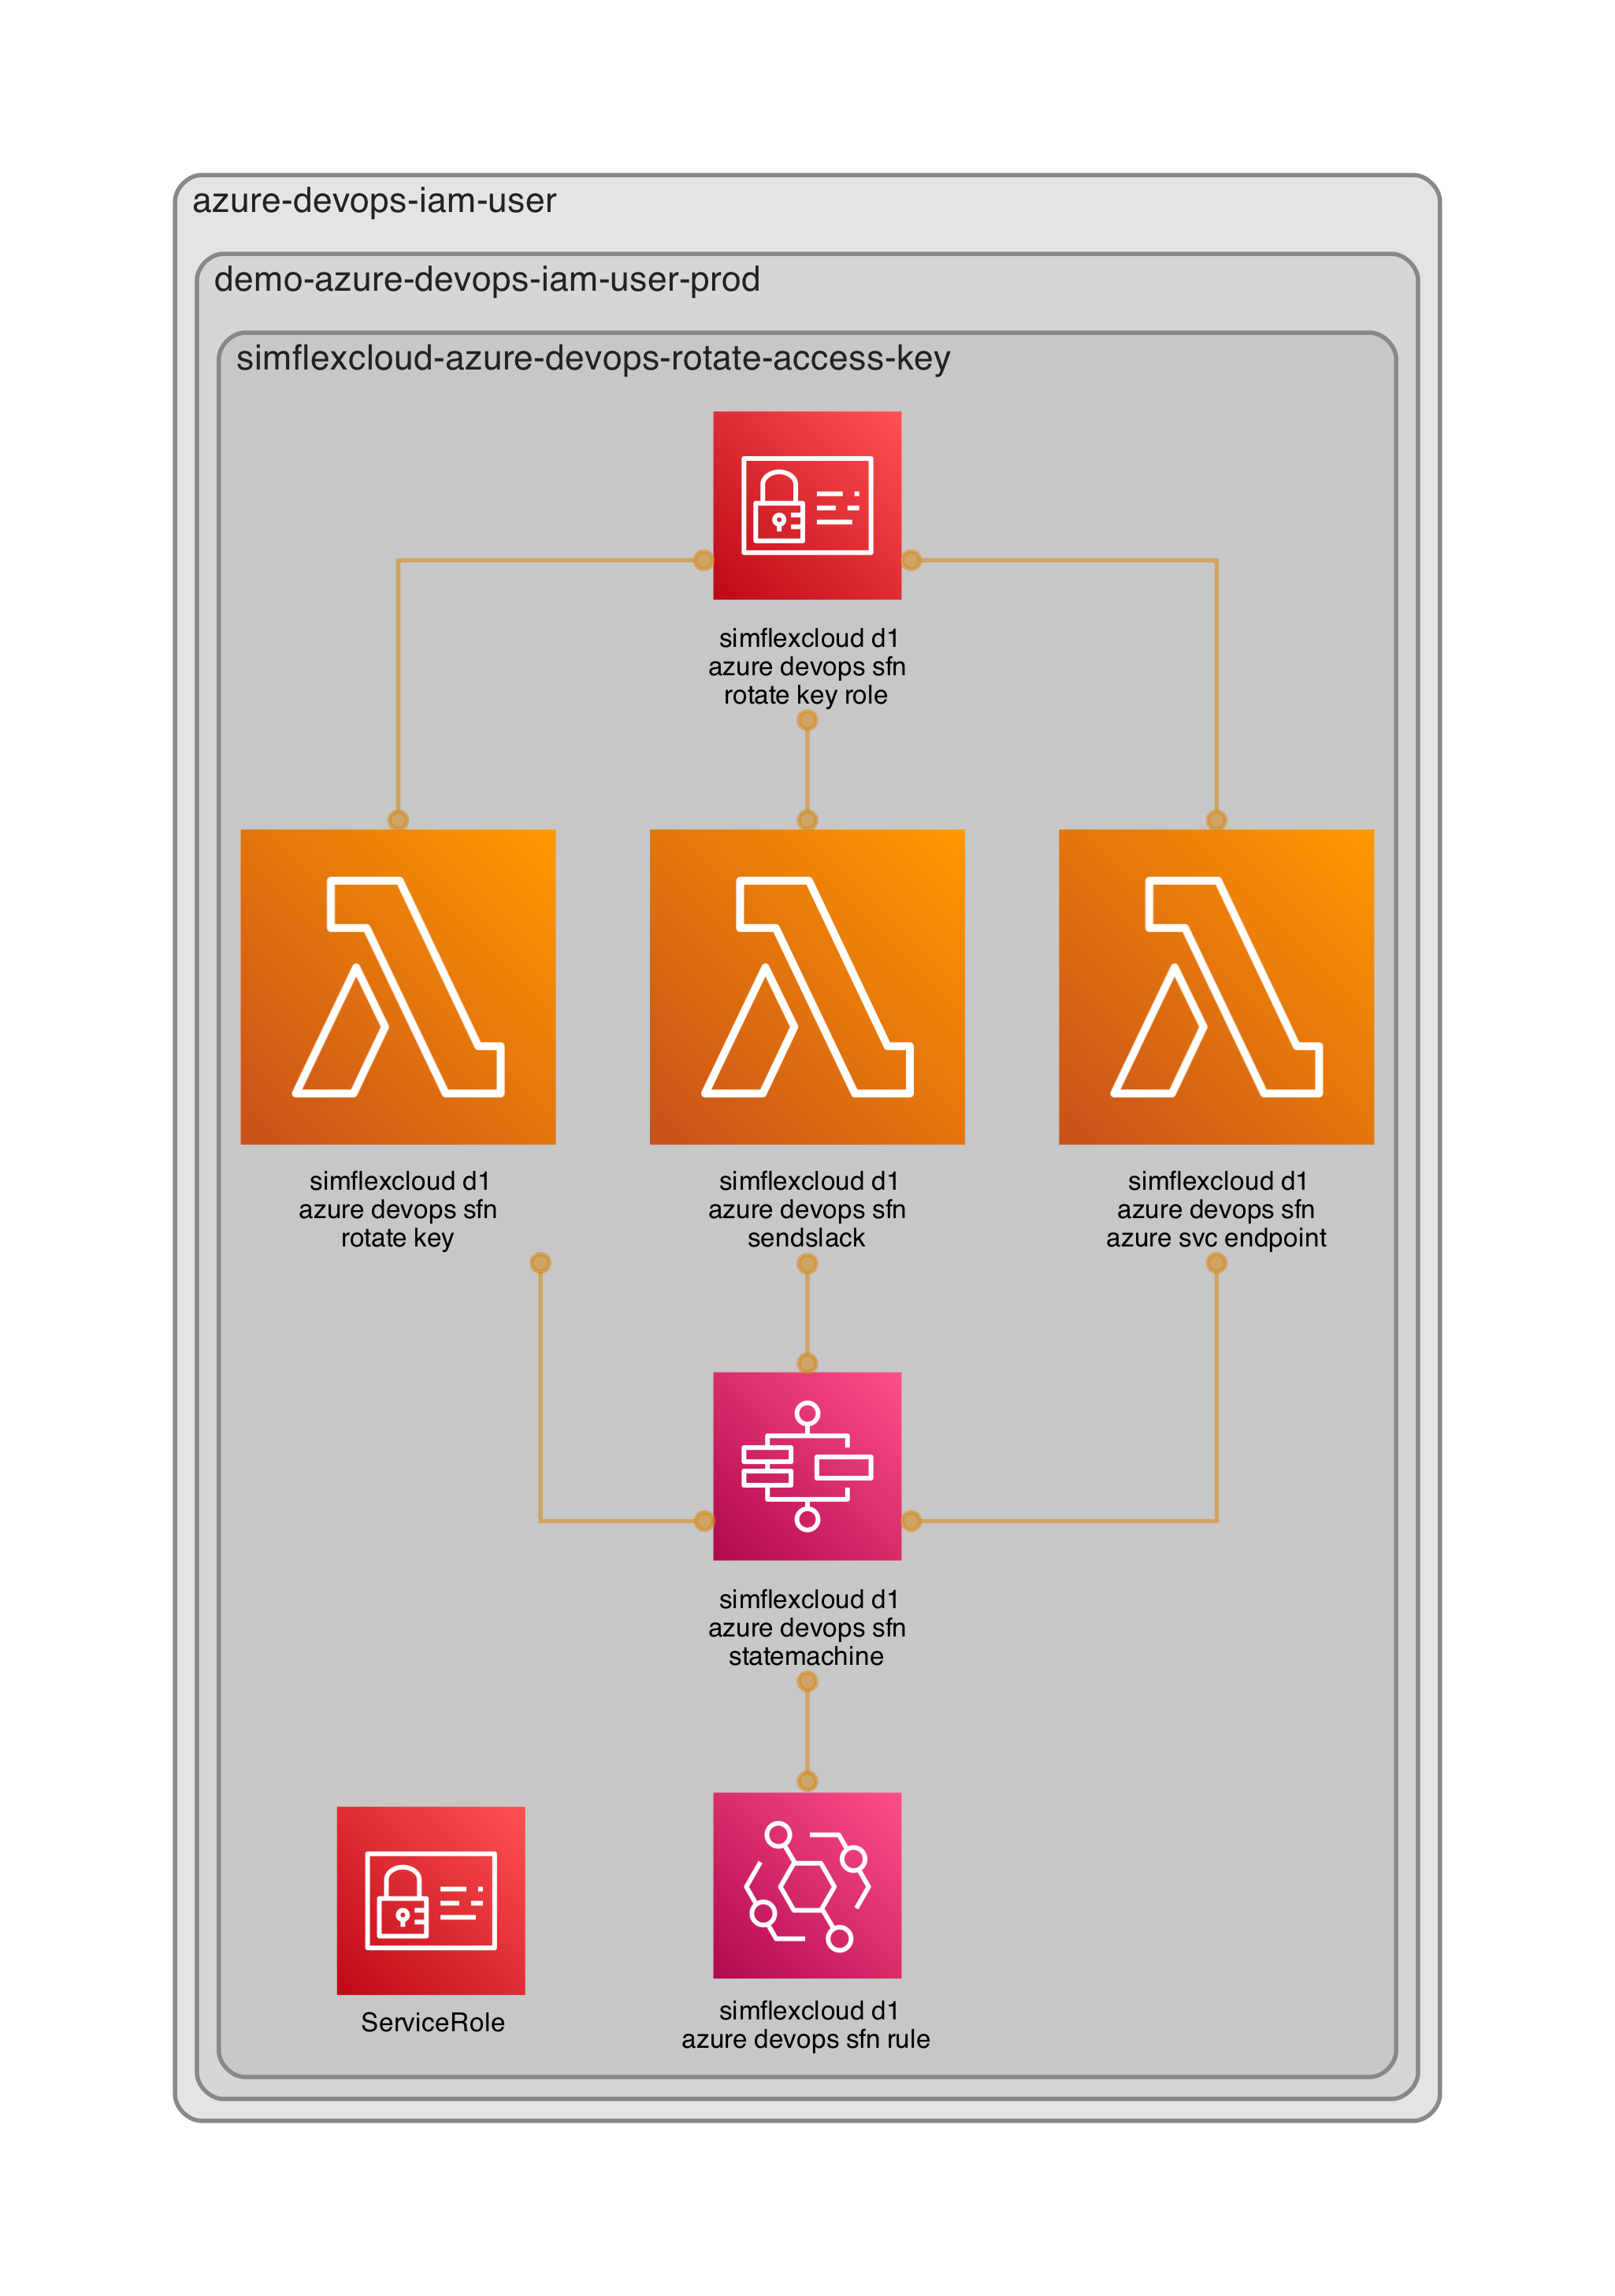 azure-devops-iam-user
demo-azure-devops-iam-user-prod
simflexcloud-azure-devops-rotate-access-key
simflexcloud d1
azure devops sfn
rotate key role
simflexcloud d1
azure devops sfn
rotate key
simflexcloud d1
azure devops sfn
sendslack
simflexcloud d1
azure devops sfn
azure svc endpoint
simflexcloud d1
azure devops sfn
statemachine
ServiceRole
simflexcloud d1
azure devops sfn rule